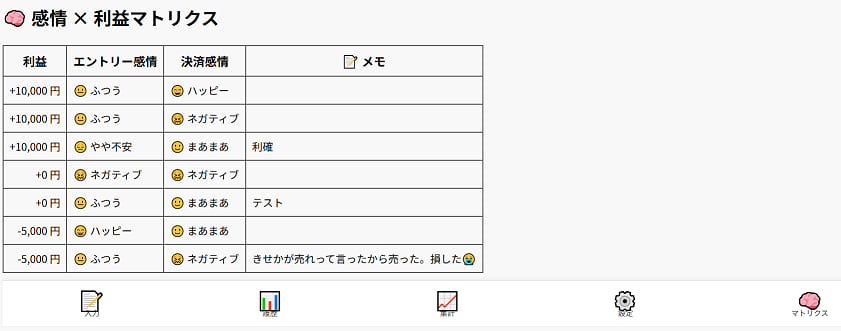 🧠 感情 × 利益マトリクス
利益 エントリー感情 決済感情 📝 メモ
+10,000 円 😐 ふつう 😄 ハッピー
+10,000 円 😐 ふつう 😖 ネガティブ
+10,000 円 😟 やや不安 🙂 まあまあ 利確
+0 円 😖 ネガティブ 😖 ネガティブ
+0 円 😐 ふつう 🙂 まあまあ テスト
-5,000 円 😄 ハッピー 🙂 まあまあ
-5,000 円 😐 ふつう 😖 ネガティブ きせかが売れって言ったから売った。損した😭
入力 履歴 集計 設定 マトリクス